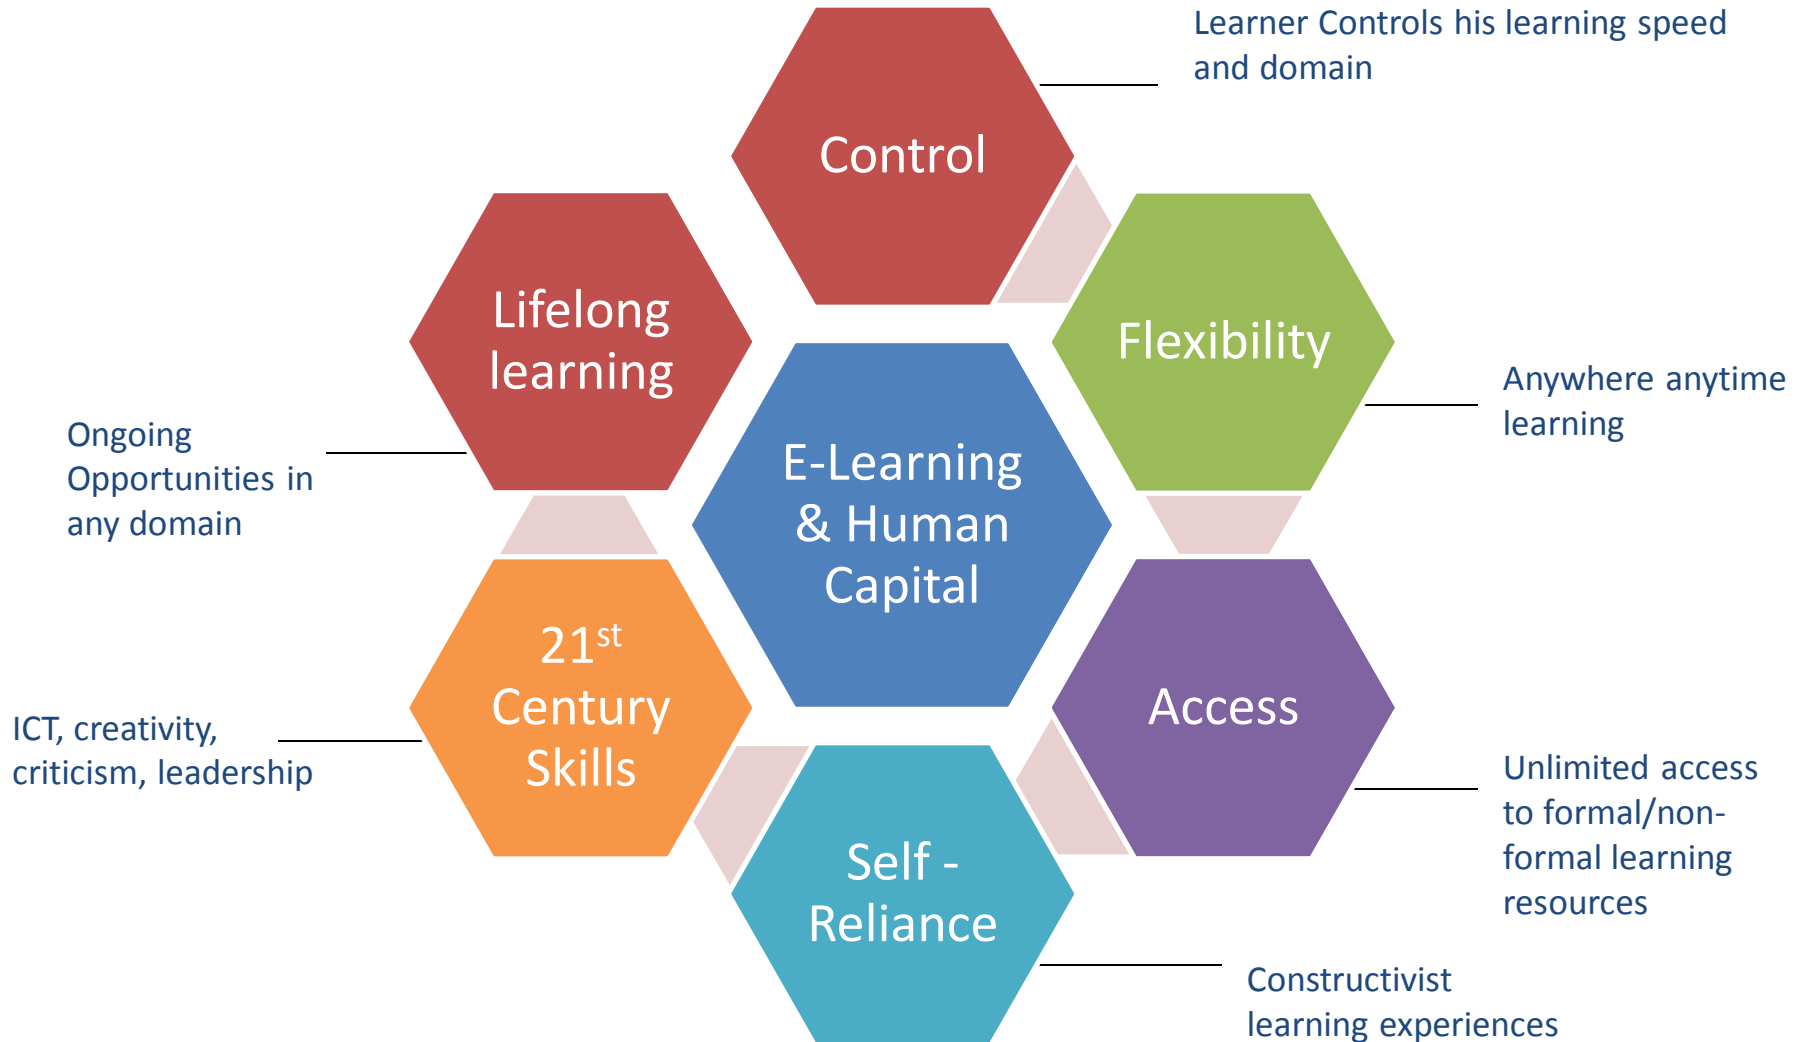 Learner Controls his learning speed
and domain
Control
Lifelong
learning
Flexibility
Anywhere anytime
learning
Ongoing
Opportunities in
any domain
E-Learning
& Human
Capital
21st
Century
Skills
Access
ICT, creativity,
criticism, leadership
Unlimited access
to formal/non-
formal learning
resources
Self -
Reliance
Constructivist
learning experiences